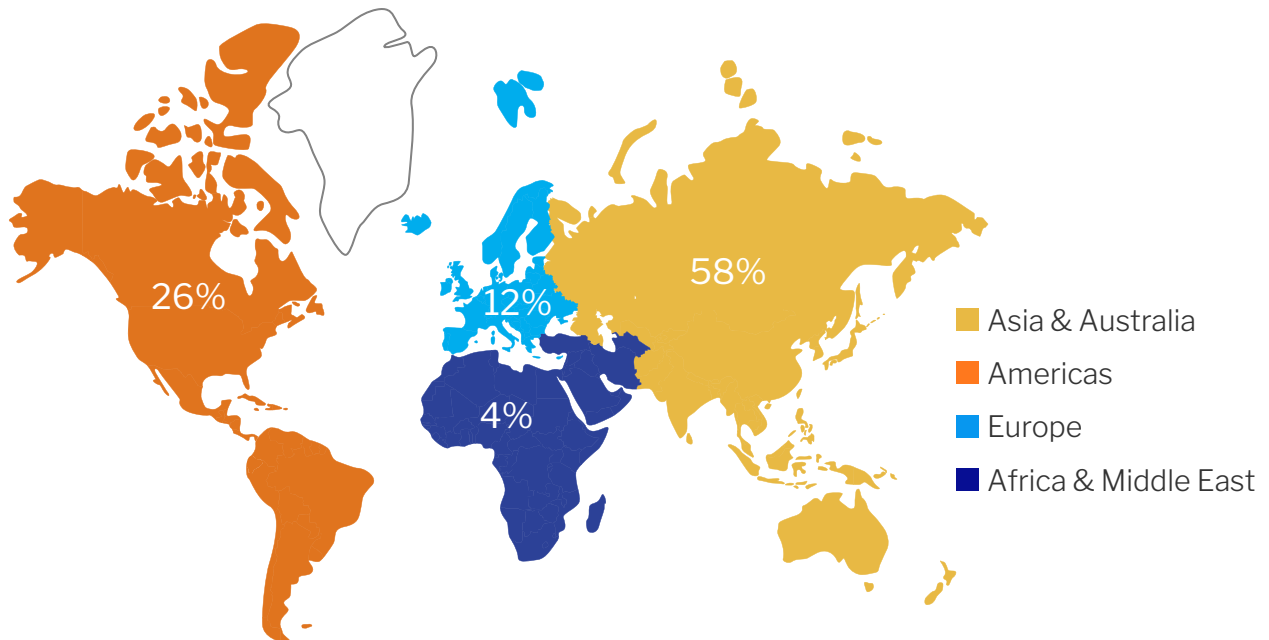 26%
12%
58%
4%
Asia & Australia
Americas
Europe
Africa & Middle East